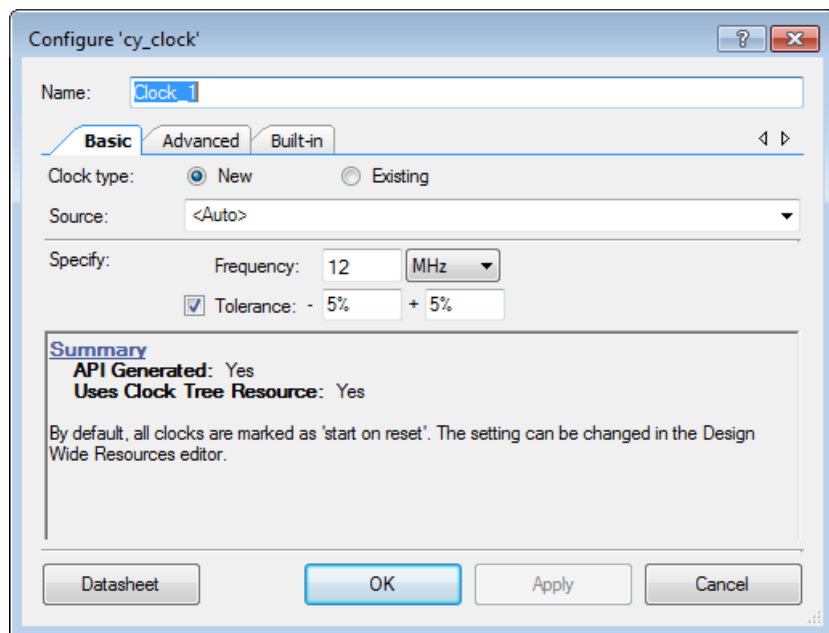 Configure 'cy_clock'
Name: Clock_1
Basic Advanced Built-in
Clock type: New Existing
Source: <Auto>
Specify: Frequency: 12 MHz
Tolerance: - 5% + 5%
Summary
API Generated: Yes
Uses Clock Tree Resource: Yes
By default, all clocks are marked as 'start on reset'. The setting can be changed in the Design
Wide Resources editor.
Datasheet OK Apply Cancel